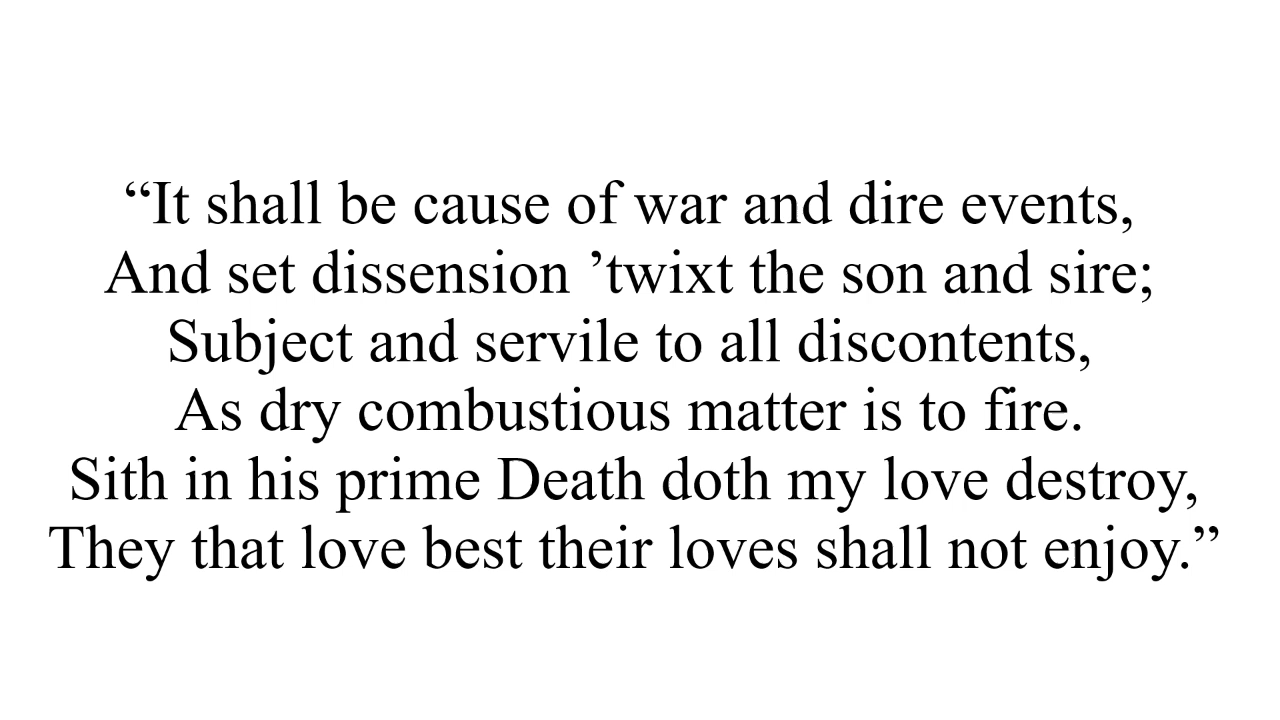 “It shall be cause of war and dire events,
And set dissension ’twixt the son and sire;
Subject and servile to all discontents,
As dry combustious matter is to fire.
Sith in his prime Death doth my love destroy,
They that love best their loves shall not enjoy.”